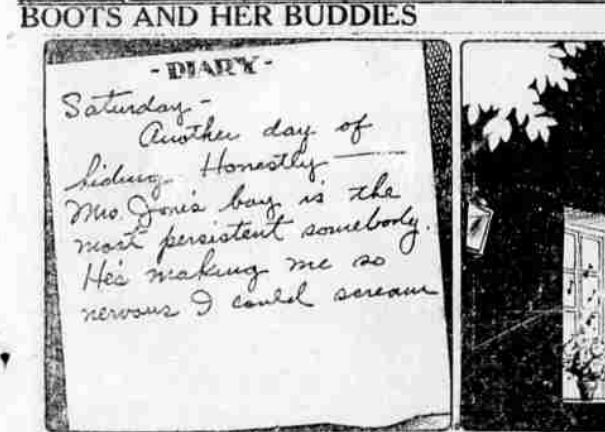 BOOTS AND HER BUDDIES
- DIARY -
Saturday -
Another day of
hiding. Honestly ——
Mrs. Jone's boy is the
most persistent somebody.
He's making me so
nervous I could scream